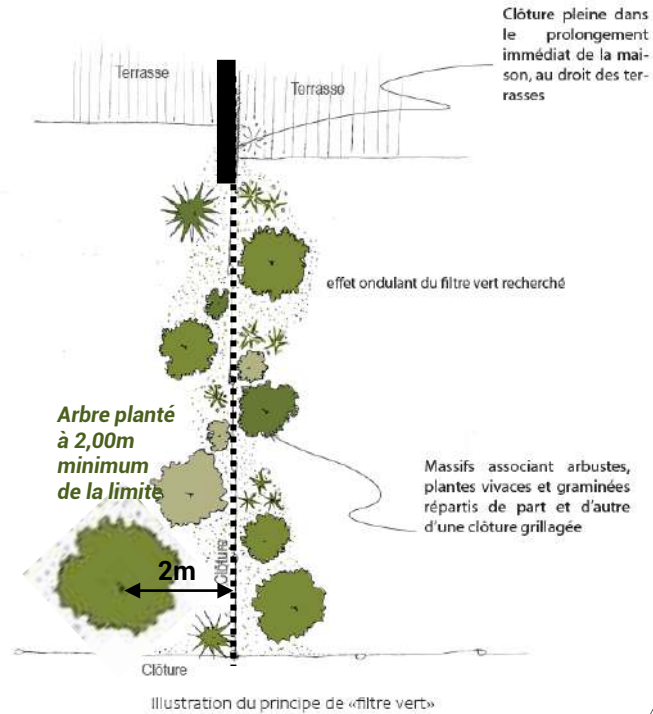 Clôture pleine dans
le prolongement
immédiat de la mai-
son, au droit des ter-
rasses
Terrasse
Terrasse
effet ondulant du filtre vert recherché
Arbre planté
à 2,00m
minimum
de la limite
Massifs associant arbustes,
plantes vivaces et graminées
répartis de part et d'autre
d'une clôture grillagée
Clôture
2m
Clôture
Illustration du principe de «filtre vert»